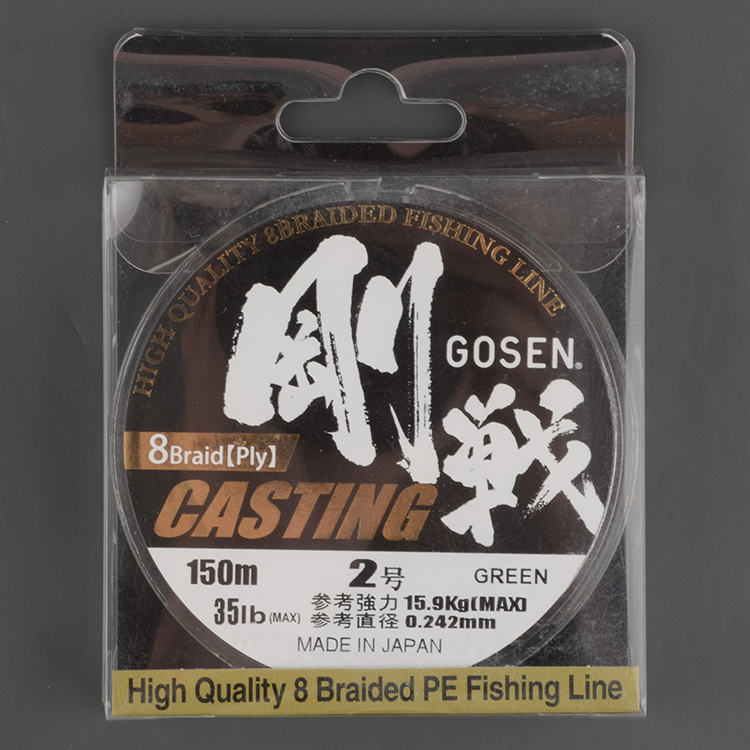 HIGH QUALITY 8BRAIDED FISHING LINE
剛戦
GOSEN®
8Braid【Ply】
CASTING
150m 2号 GREEN
35lb (MAX) 参考強力 15.9Kg(MAX)
参考直径 0.242mm
MADE IN JAPAN
High Quality 8 Braided PE Fishing Line